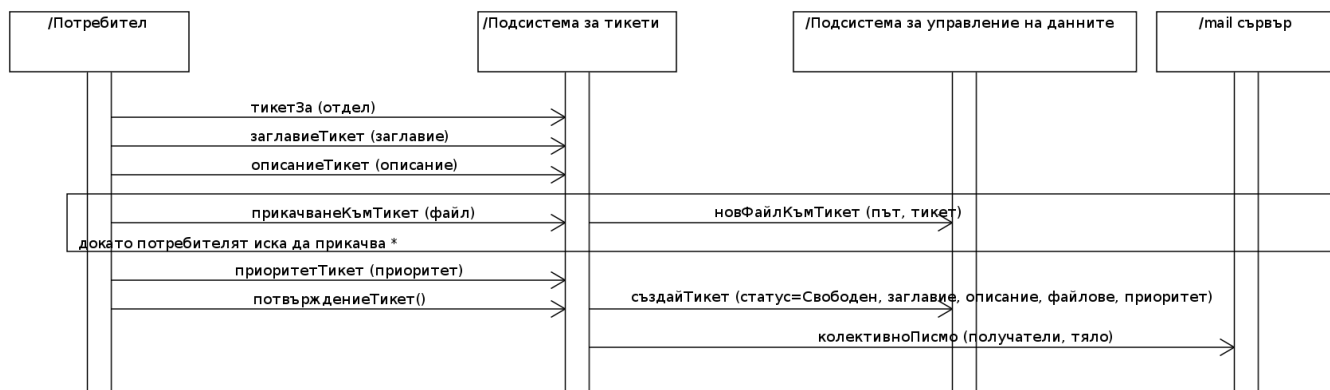 /Потребител
/Подсистема за тикети
/Подсистема за управление на данните
/mail сървър
тикетЗа (отдел)
заглавиеТикет (заглавие)
описаниеТикет (описание)
прикачванеКъмТикет (файл)
новФайлКъмТикет (път, тикет)
докато потребителят иска да прикачва *
приоритетТикет (приоритет)
потвърждениеТикет()
създайТикет (статус=Свободен, заглавие, описание, файлове, приоритет)
колективноПисмо (получатели, тяло)